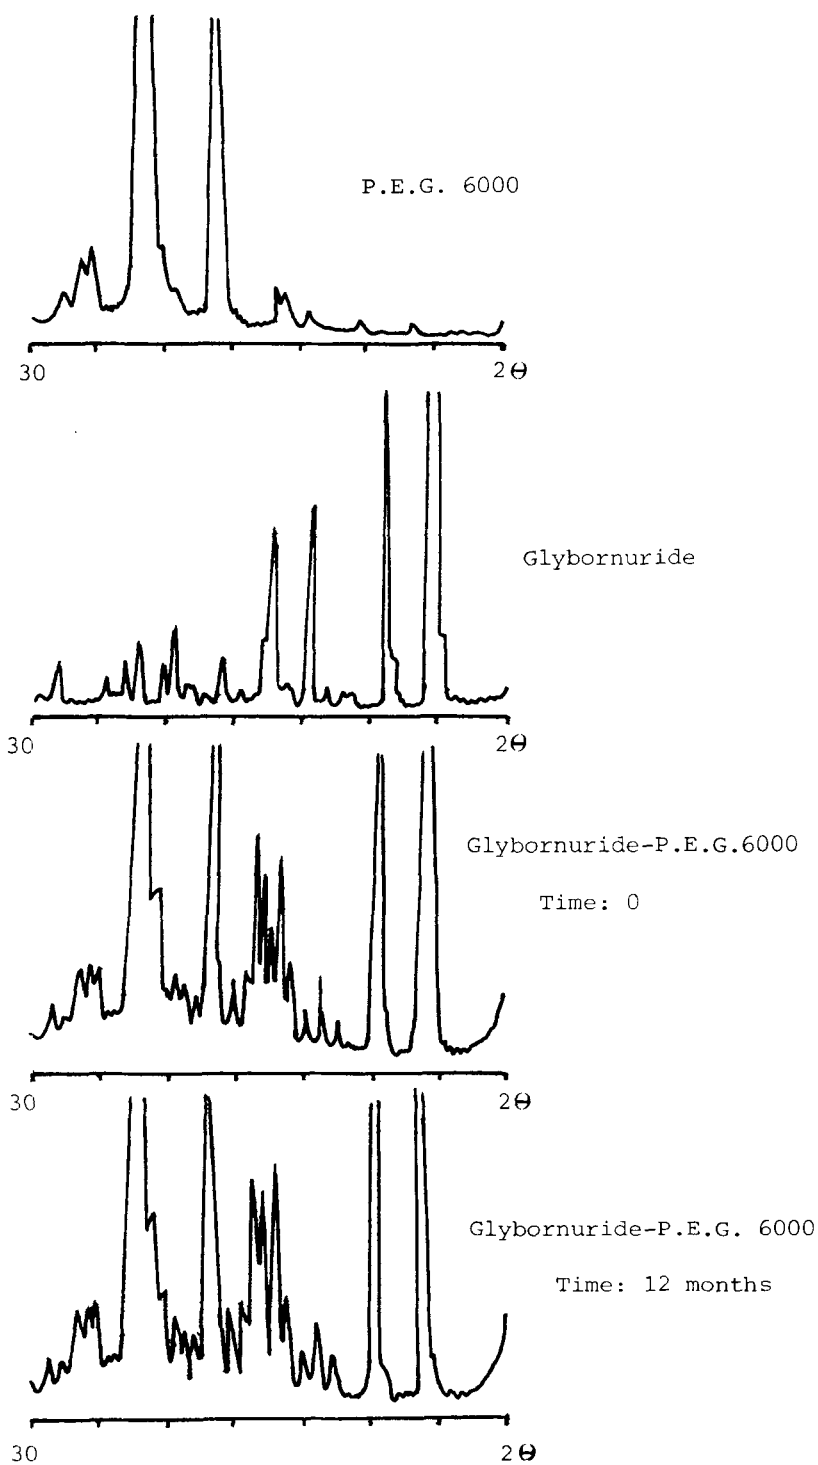 P.E.G. 6000
30 2Θ
Glybornuride
30 2Θ
Glybornuride-P.E.G.6000
Time: 0
30 2Θ
Glybornuride-P.E.G. 6000
Time: 12 months
30 2Θ